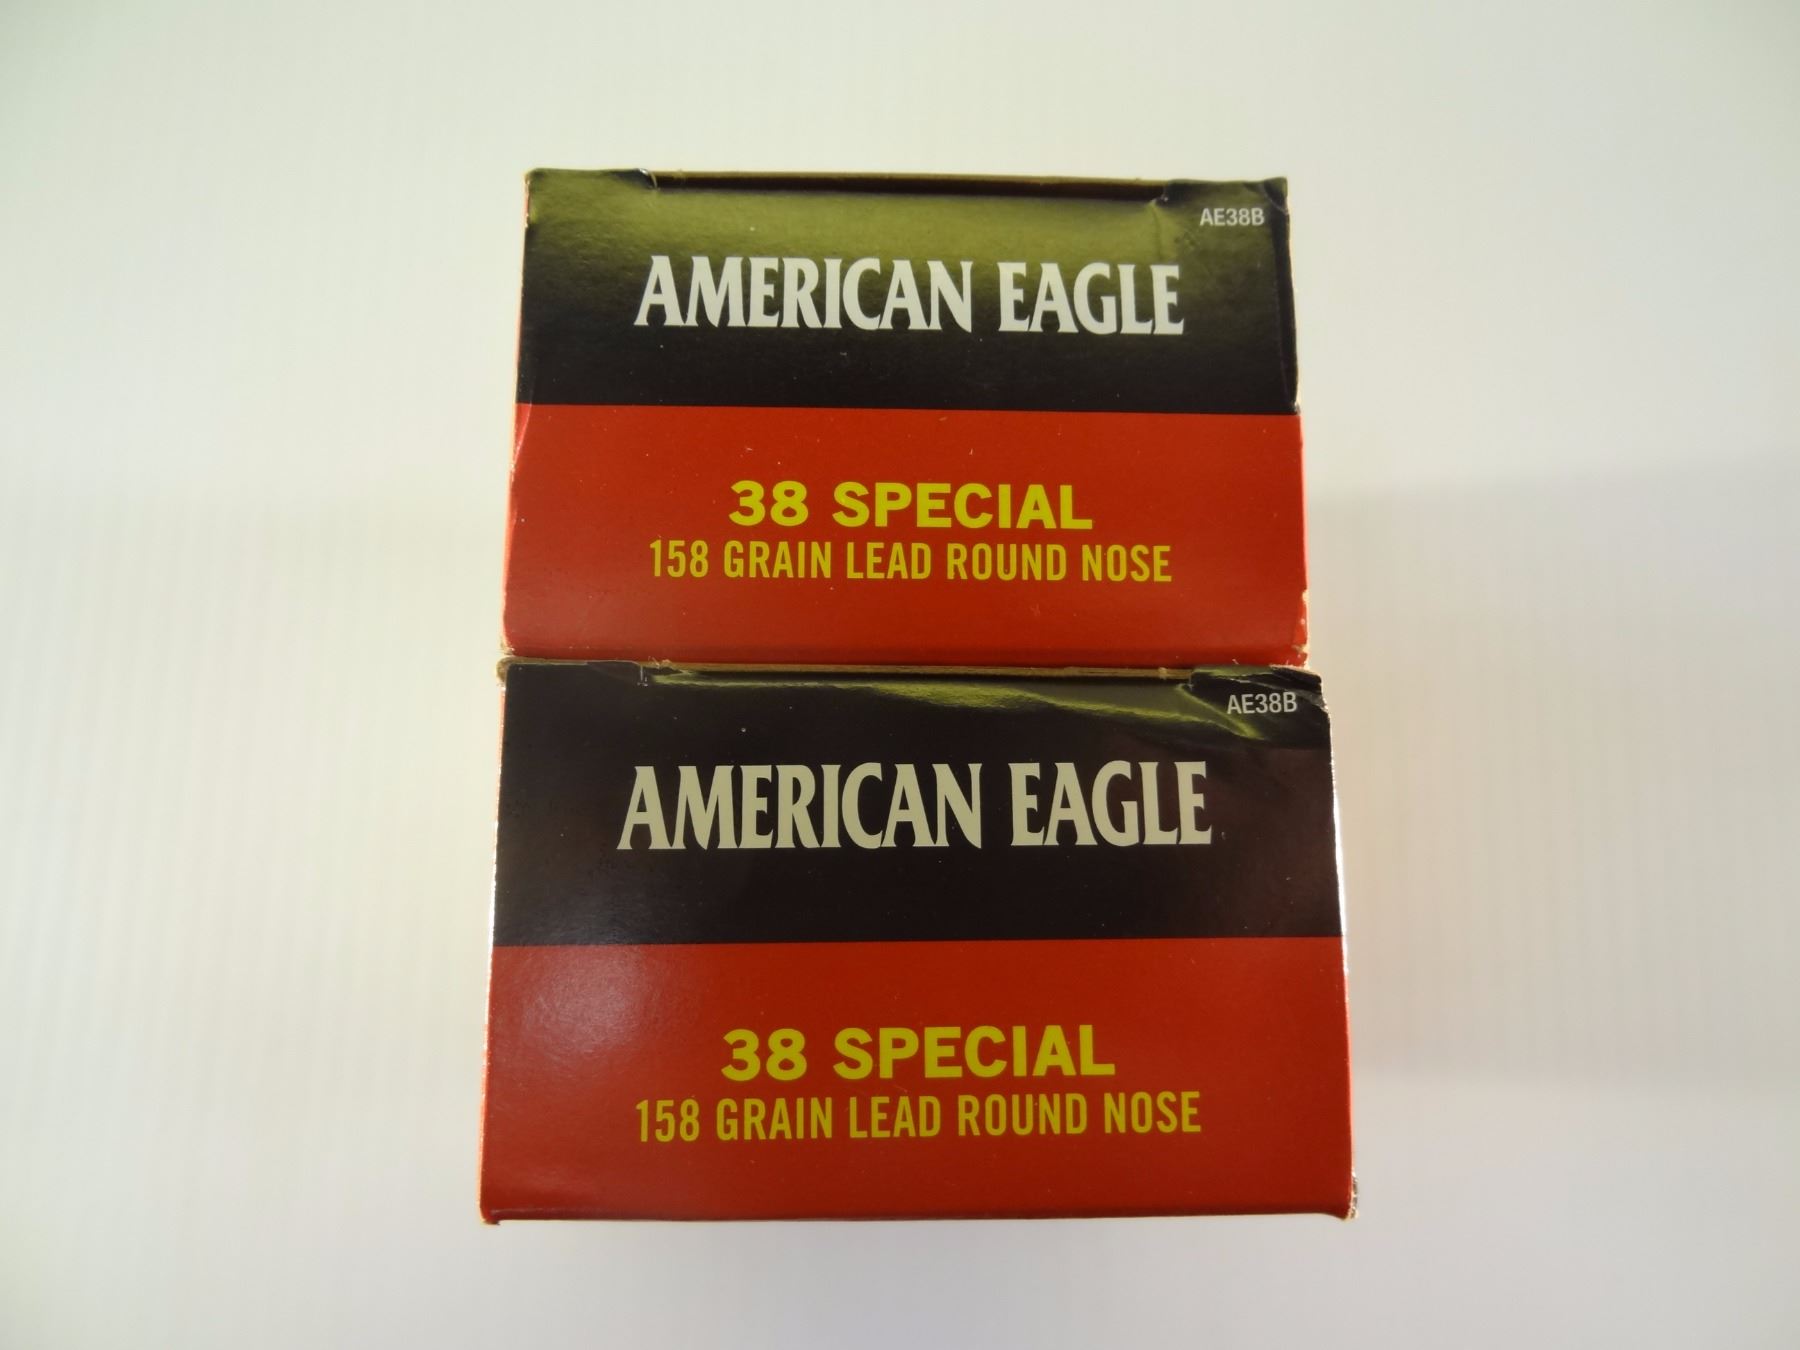 AE38B
AMERICAN EAGLE
38 SPECIAL
158 GRAIN LEAD ROUND NOSE
AE38B
AMERICAN EAGLE
38 SPECIAL
158 GRAIN LEAD ROUND NOSE